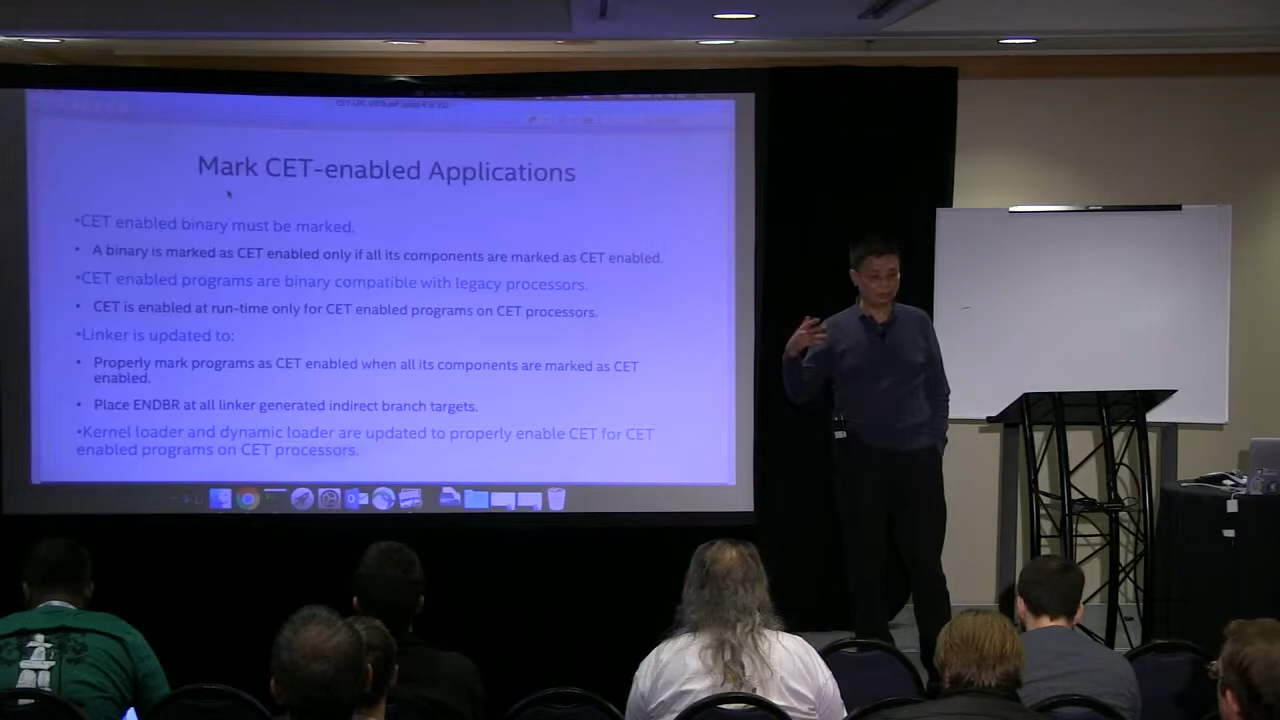 Mark CET-enabled Applications
•CET enabled binary must be marked.
• A binary is marked as CET enabled only if all its components are marked as CET enabled.
•CET enabled programs are binary compatible with legacy processors.
• CET is enabled at run-time only for CET enabled programs on CET processors.
•Linker is updated to:
• Properly mark programs as CET enabled when all its components are marked as CET
enabled.
• Place ENDBR at all linker generated indirect branch targets.
•Kernel loader and dynamic loader are updated to properly enable CET for CET
enabled programs on CET processors.